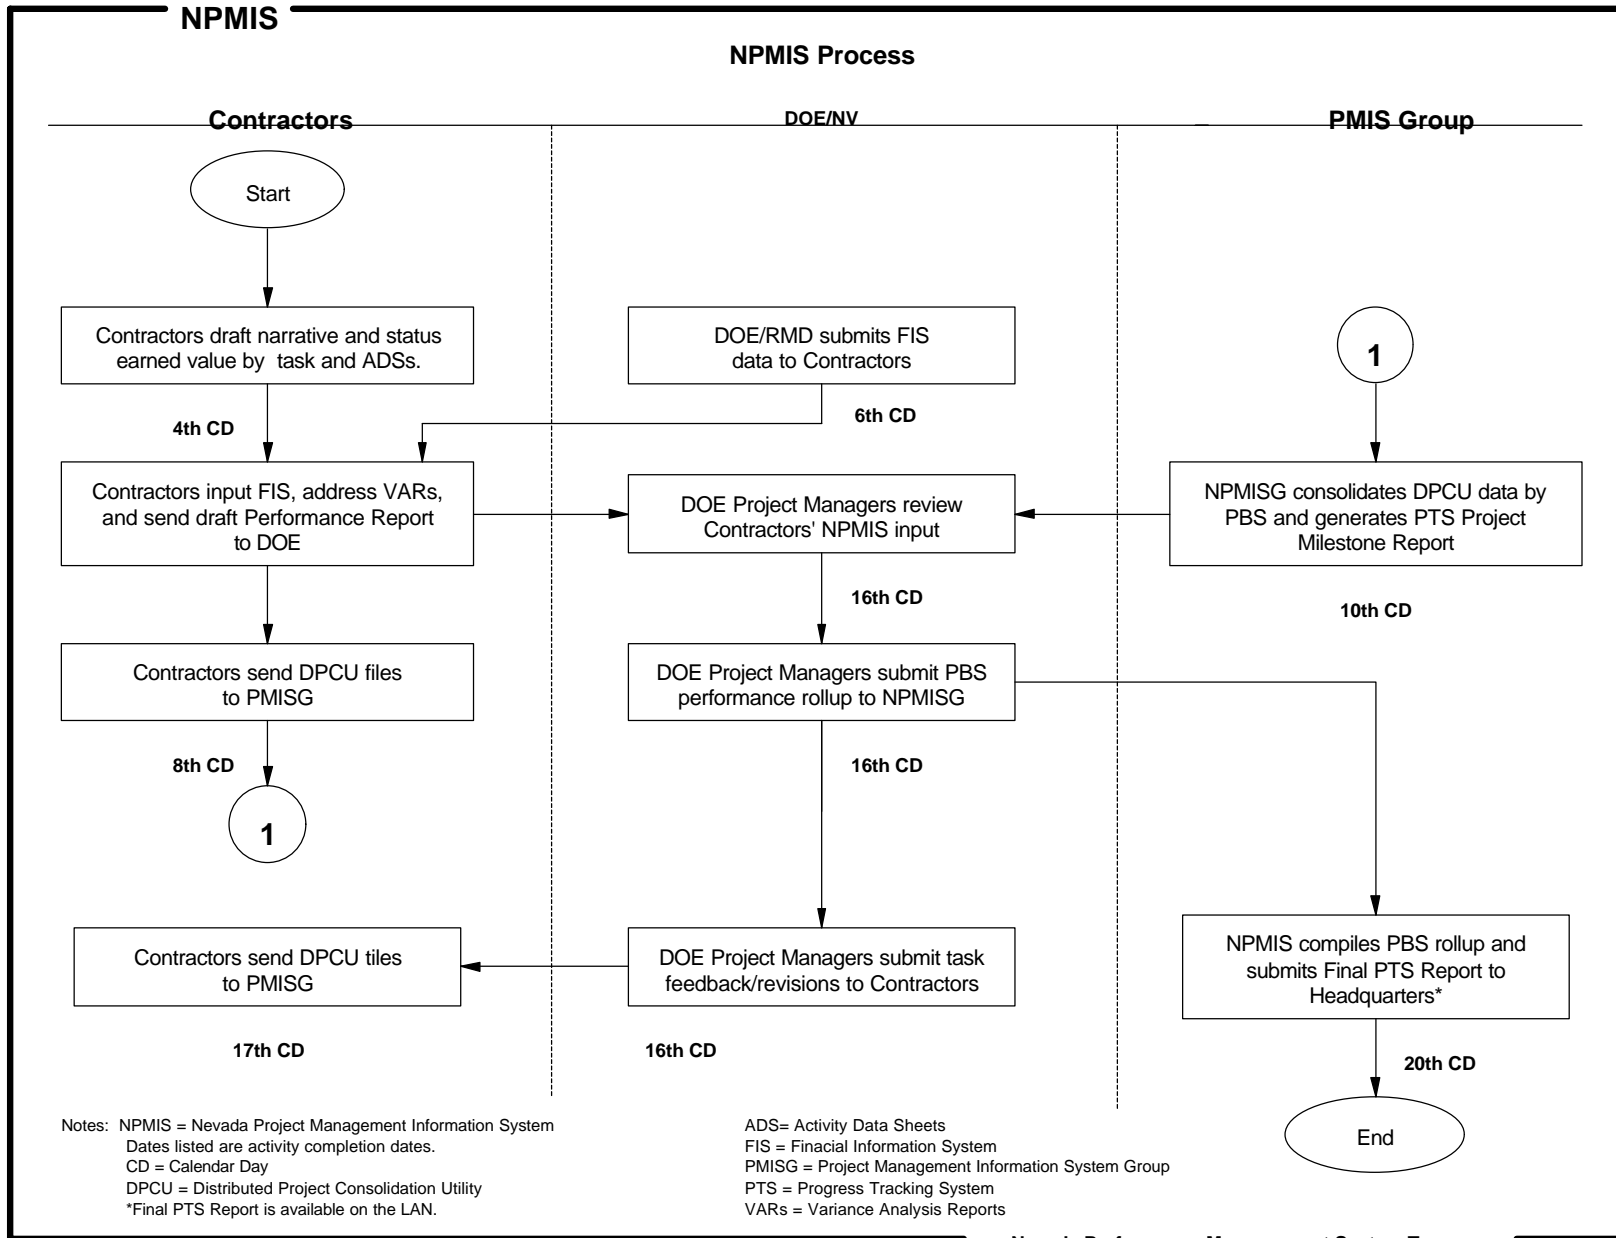 NPMIS
NPMIS Process
Contractors
DOE/NV
PMIS Group
Start
Contractors draft narrative and status
earned value by task and ADSs.
DOE/RMD submits FIS
data to Contractors
1
4th CD
6th CD
Contractors input FIS, address VARs,
and send draft Performance Report
to DOE
DOE Project Managers review
Contractors' NPMIS input
NPMISG consolidates DPCU data by
PBS and generates PTS Project
Milestone Report
16th CD
10th CD
Contractors send DPCU files
to PMISG
DOE Project Managers submit PBS
performance rollup to NPMISG
8th CD
16th CD
1
Contractors send DPCU tiles
to PMISG
DOE Project Managers submit task
feedback/revisions to Contractors
NPMIS compiles PBS rollup and
submits Final PTS Report to
Headquarters*
17th CD
16th CD
20th CD
End
Notes: NPMIS = Nevada Project Management Information System
Dates listed are activity completion dates.
CD = Calendar Day
DPCU = Distributed Project Consolidation Utility
*Final PTS Report is available on the LAN.
ADS= Activity Data Sheets
FIS = Finacial Information System
PMISG = Project Management Information System Group
PTS = Progress Tracking System
VARs = Variance Analysis Reports